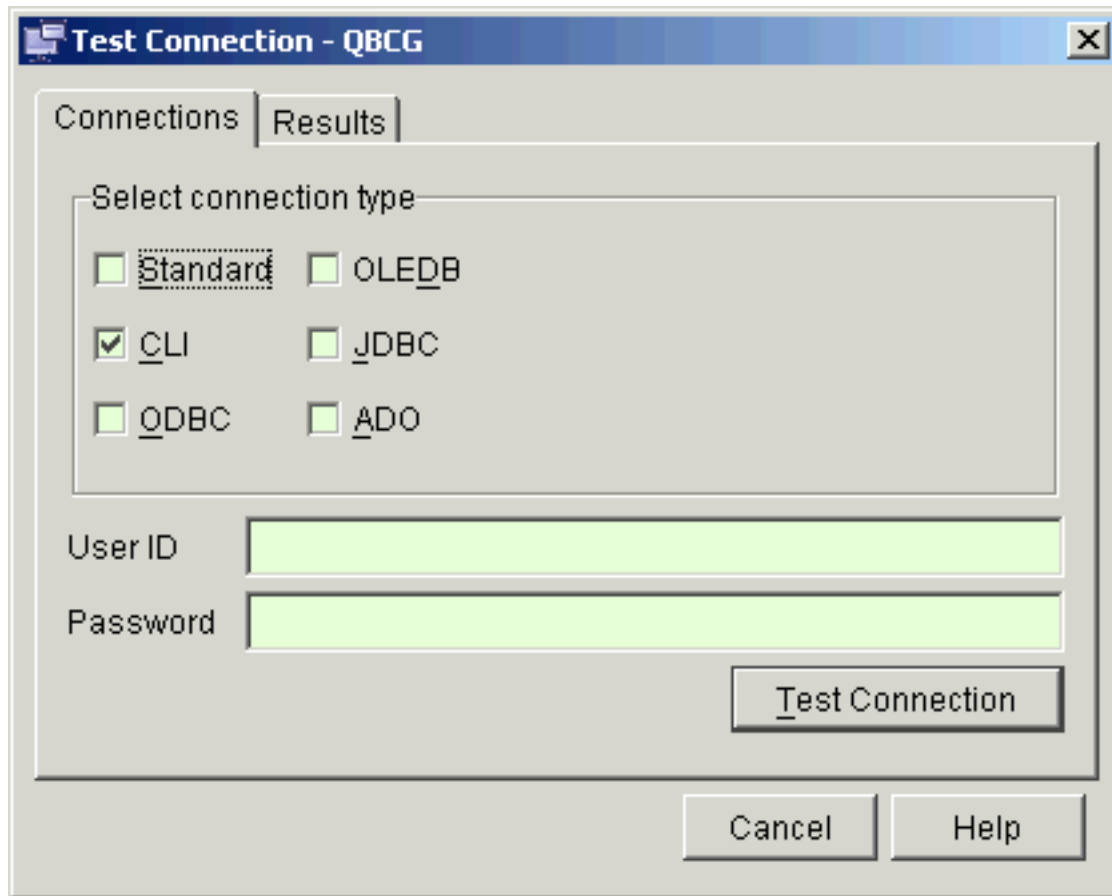 Test Connection - QBCG
Connections Results
Select connection type
Standard OLEDB
CLI JDBC
ODBC ADO
User ID
Password
Test Connection
Cancel Help